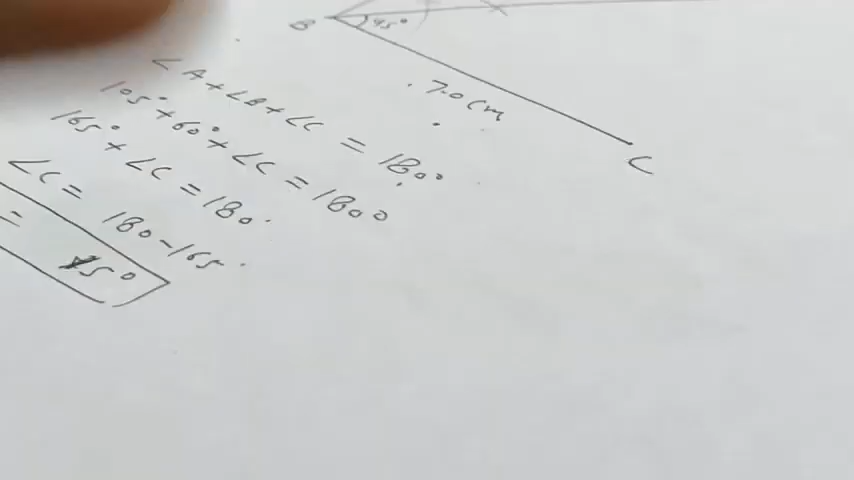 B 45°
7.0 cm
C
∠A+∠B+∠C = 180°
105°+60°+∠C = 180°
165°+∠C = 180.
∠C = 180-165
= 15°